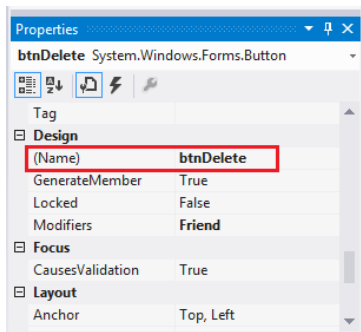 Properties
btnDelete System.Windows.Forms.Button
Tag
Design
(Name) btnDelete
GenerateMember True
Locked False
Modifiers Friend
Focus
CausesValidation True
Layout
Anchor Top, Left